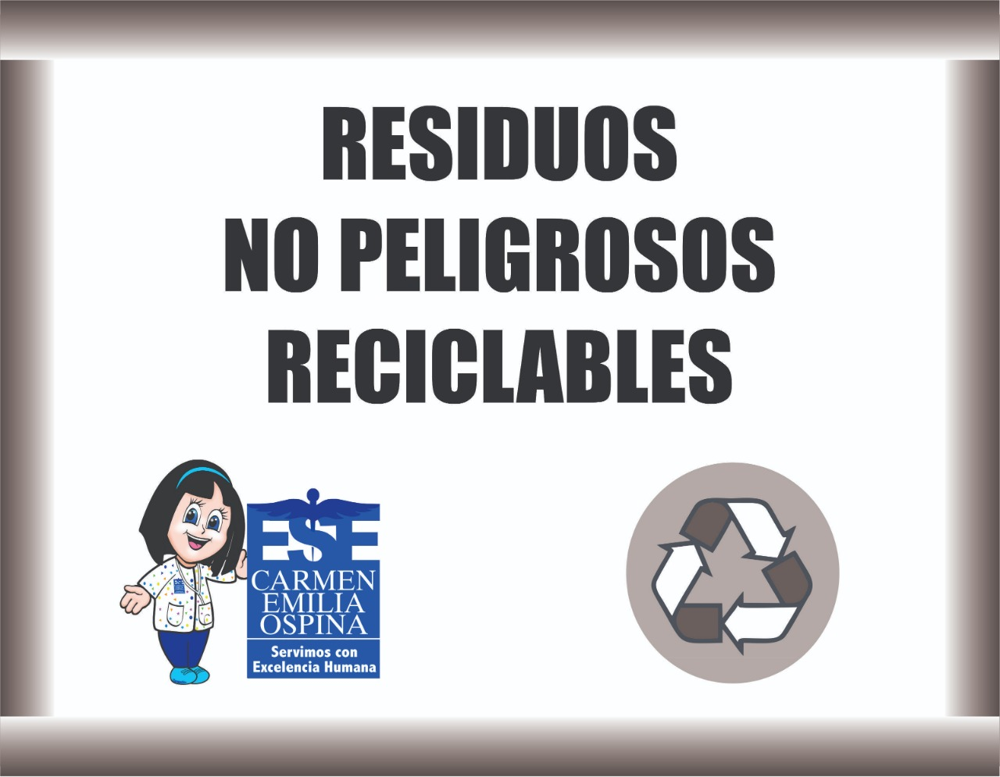 RESIDUOS
NO PELIGROSOS
RECICLABLES
ESE
CARMEN
EMILIA
OSPINA
Servimos con
Excelencia Humana